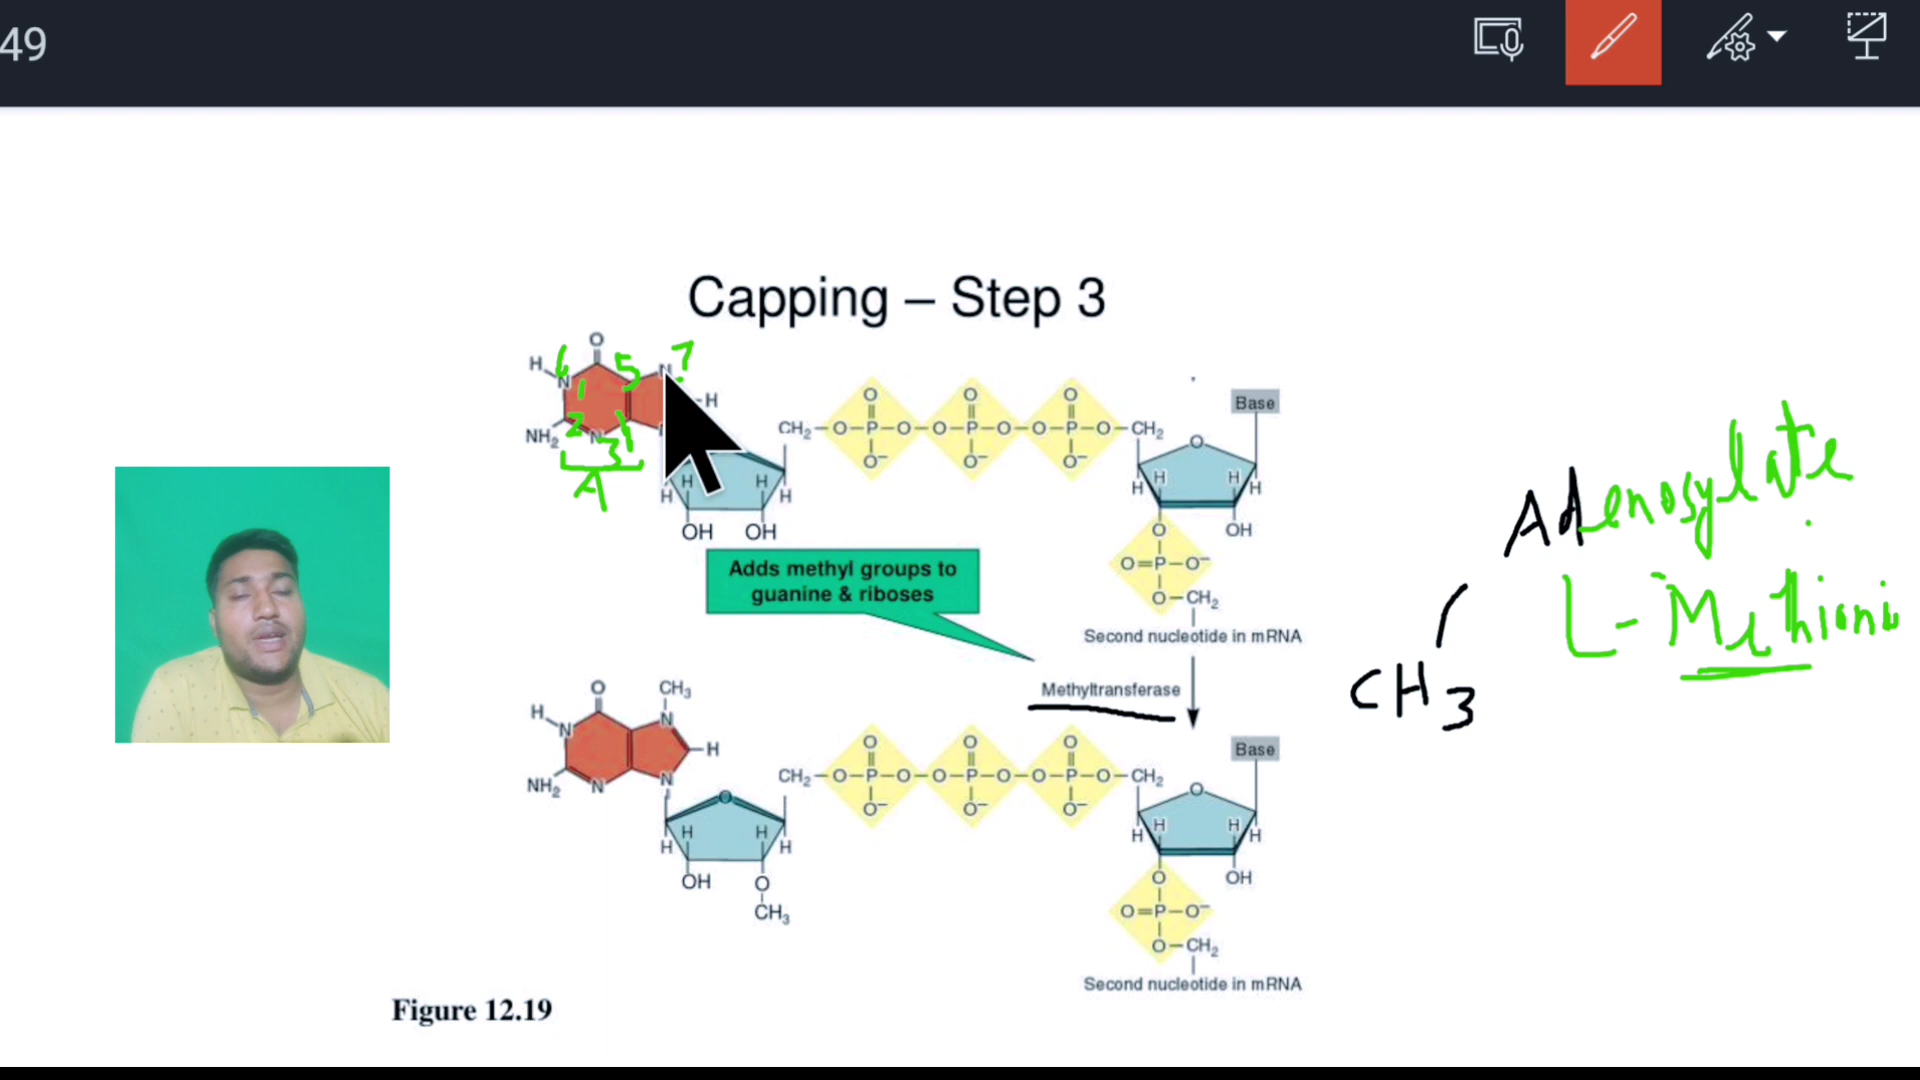 49
Capping – Step 3
O
H
N
N
NH2
N
H
6
1
5
7
2
3
4
CH2–O–P–O–O–P–O–O–P–O–CH2
O O O
O– O– O–
Base
O
H H H H
OH OH
H H H H
OH
O
O=P–O–
O–CH2
Second nucleotide in mRNA
Adds methyl groups to
guanine & riboses
Methyltransferase
Adenosylate
L-Methioni
CH3
O
CH3
H
N
N
H
NH2
N
N
CH2–O–P–O–O–P–O–O–P–O–CH2
O O O
O– O– O–
Base
O
O
H H H H
OH
O
CH3
H H H H
O
OH
O=P–O–
O–CH2
Second nucleotide in mRNA
Figure 12.19